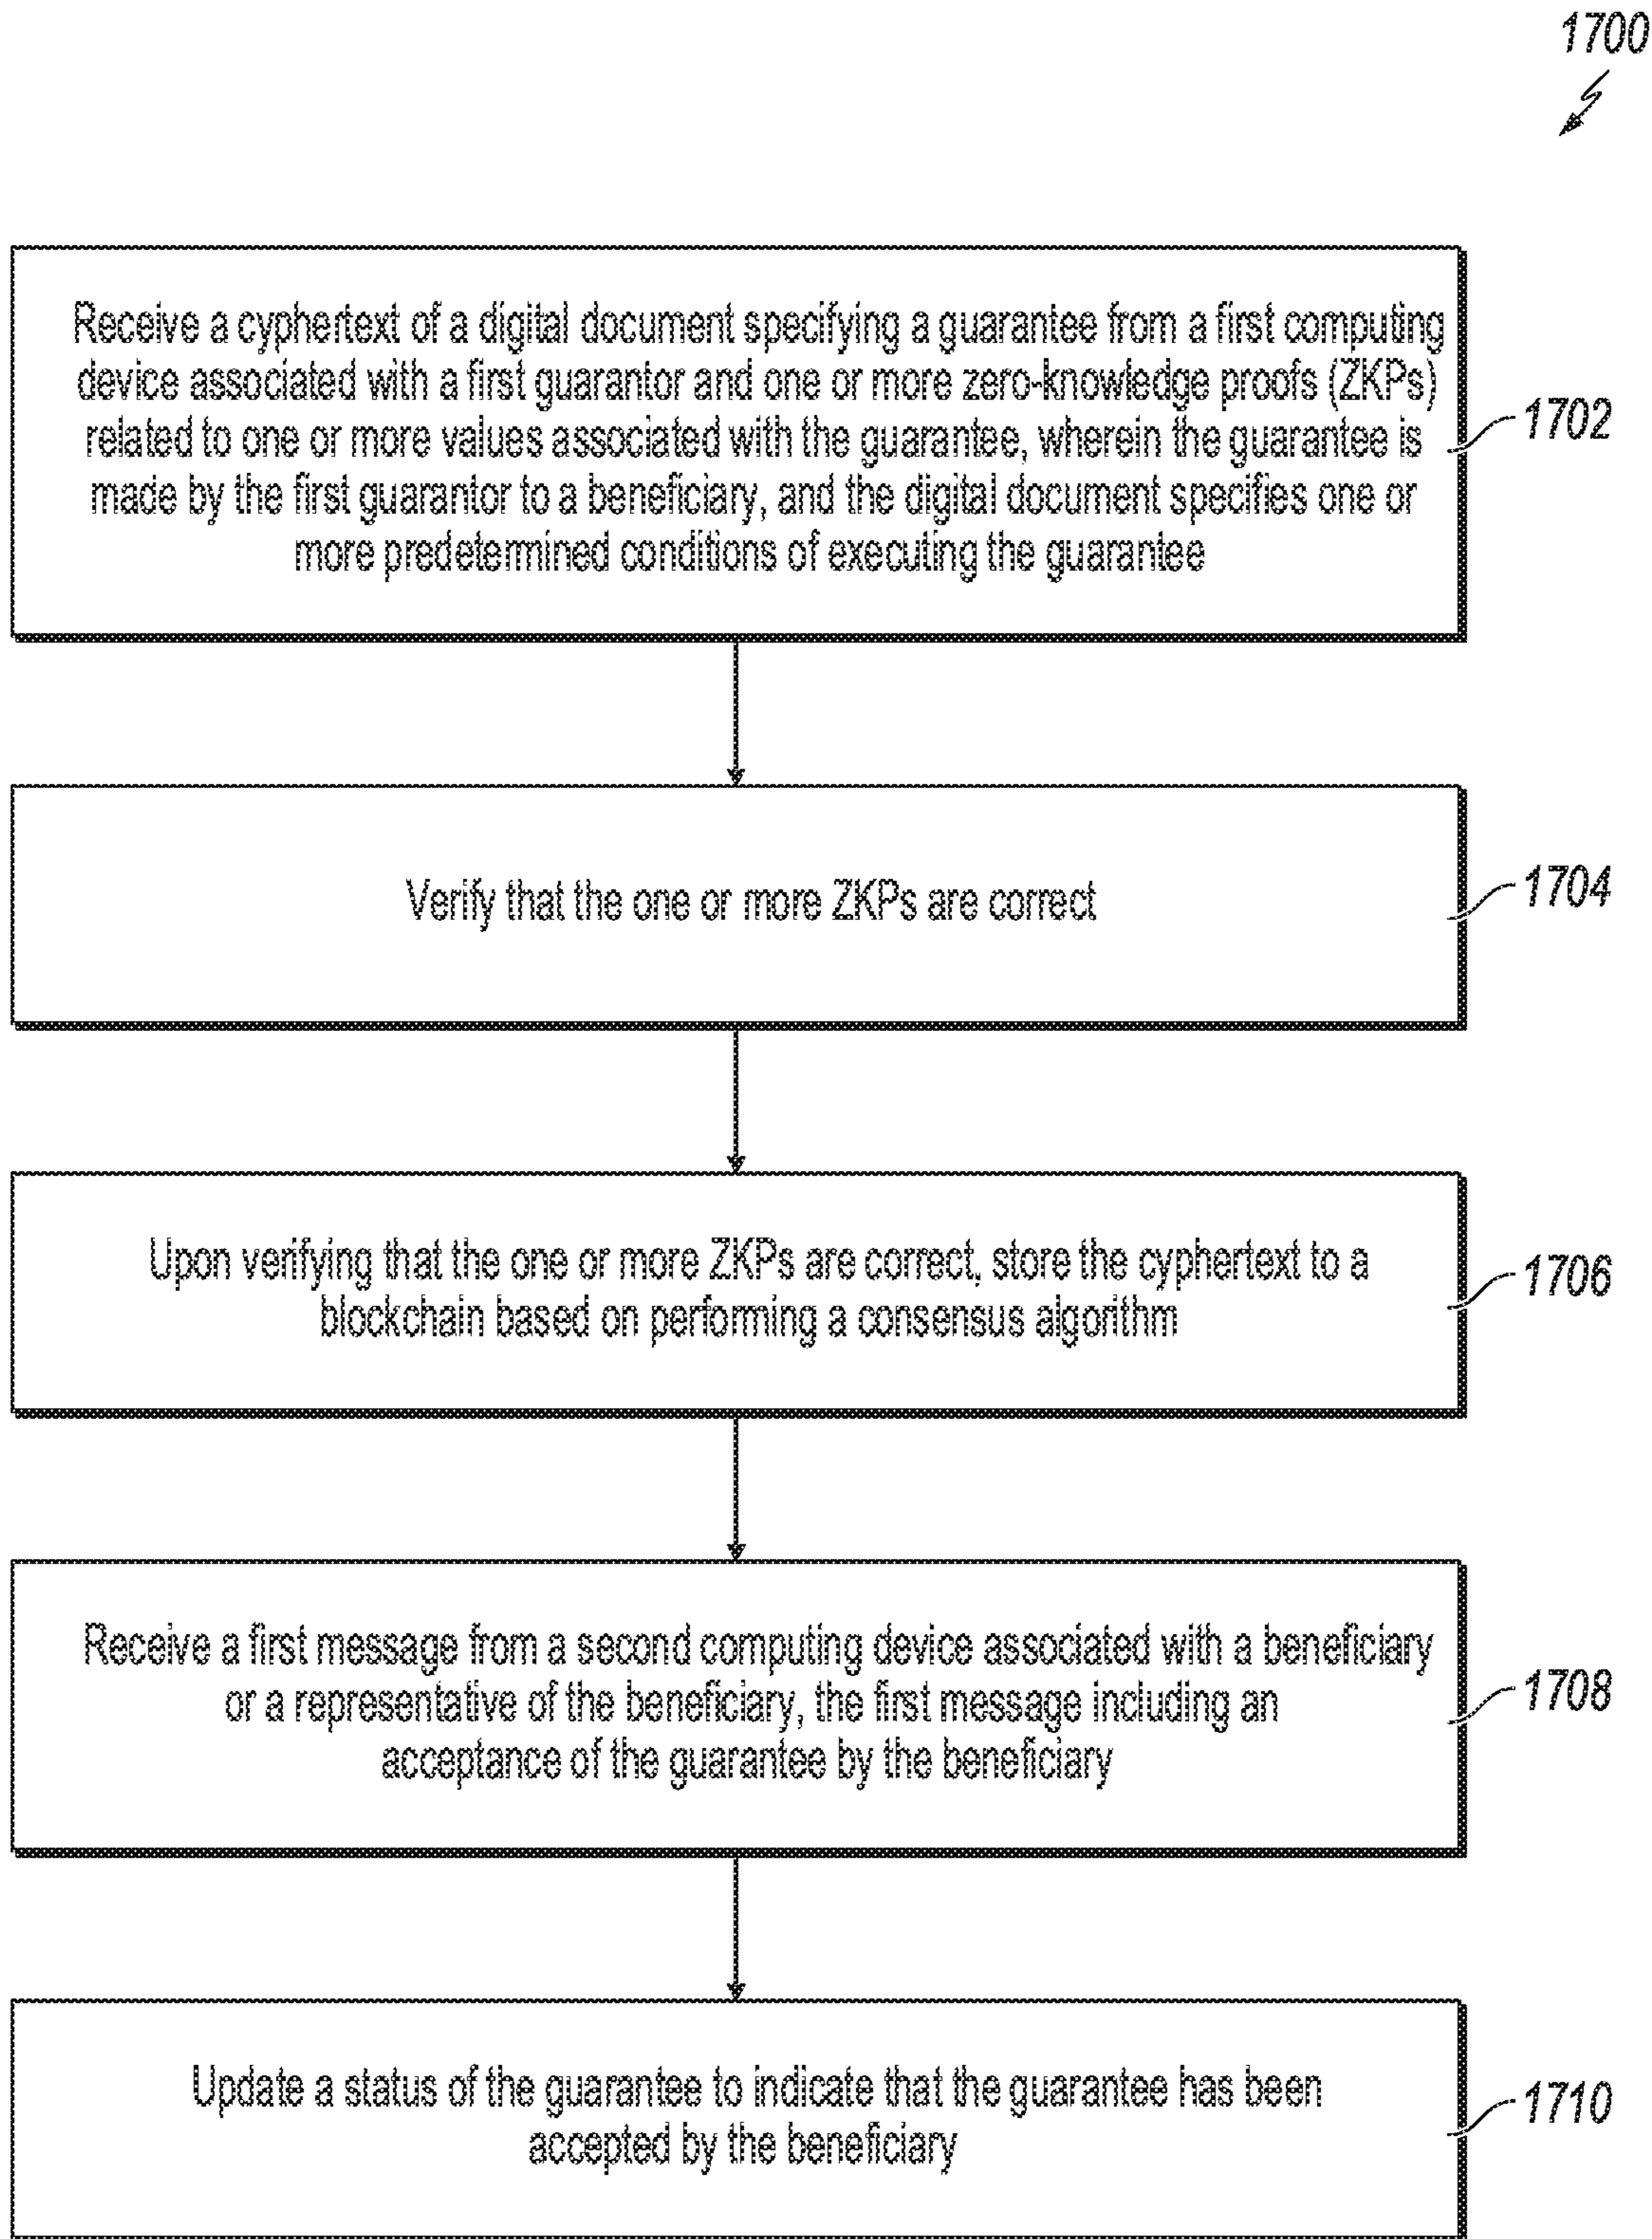 1700
Receive a cyphertext of a digital document specifying a guarantee from a first computing
device associated with a first guarantor and one or more zero-knowledge proofs (ZKPs)
related to one or more values associated with the guarantee, wherein the guarantee is
made by the first guarantor to a beneficiary, and the digital document specifies one or
more predetermined conditions of executing the guarantee
1702
Verify that the one or more ZKPs are correct
1704
Upon verifying that the one or more ZKPs are correct, store the cyphertext to a
blockchain based on performing a consensus algorithm
1706
Receive a first message from a second computing device associated with a beneficiary
or a representative of the beneficiary, the first message including an
acceptance of the guarantee by the beneficiary
1708
Update a status of the guarantee to indicate that the guarantee has been
accepted by the beneficiary
1710